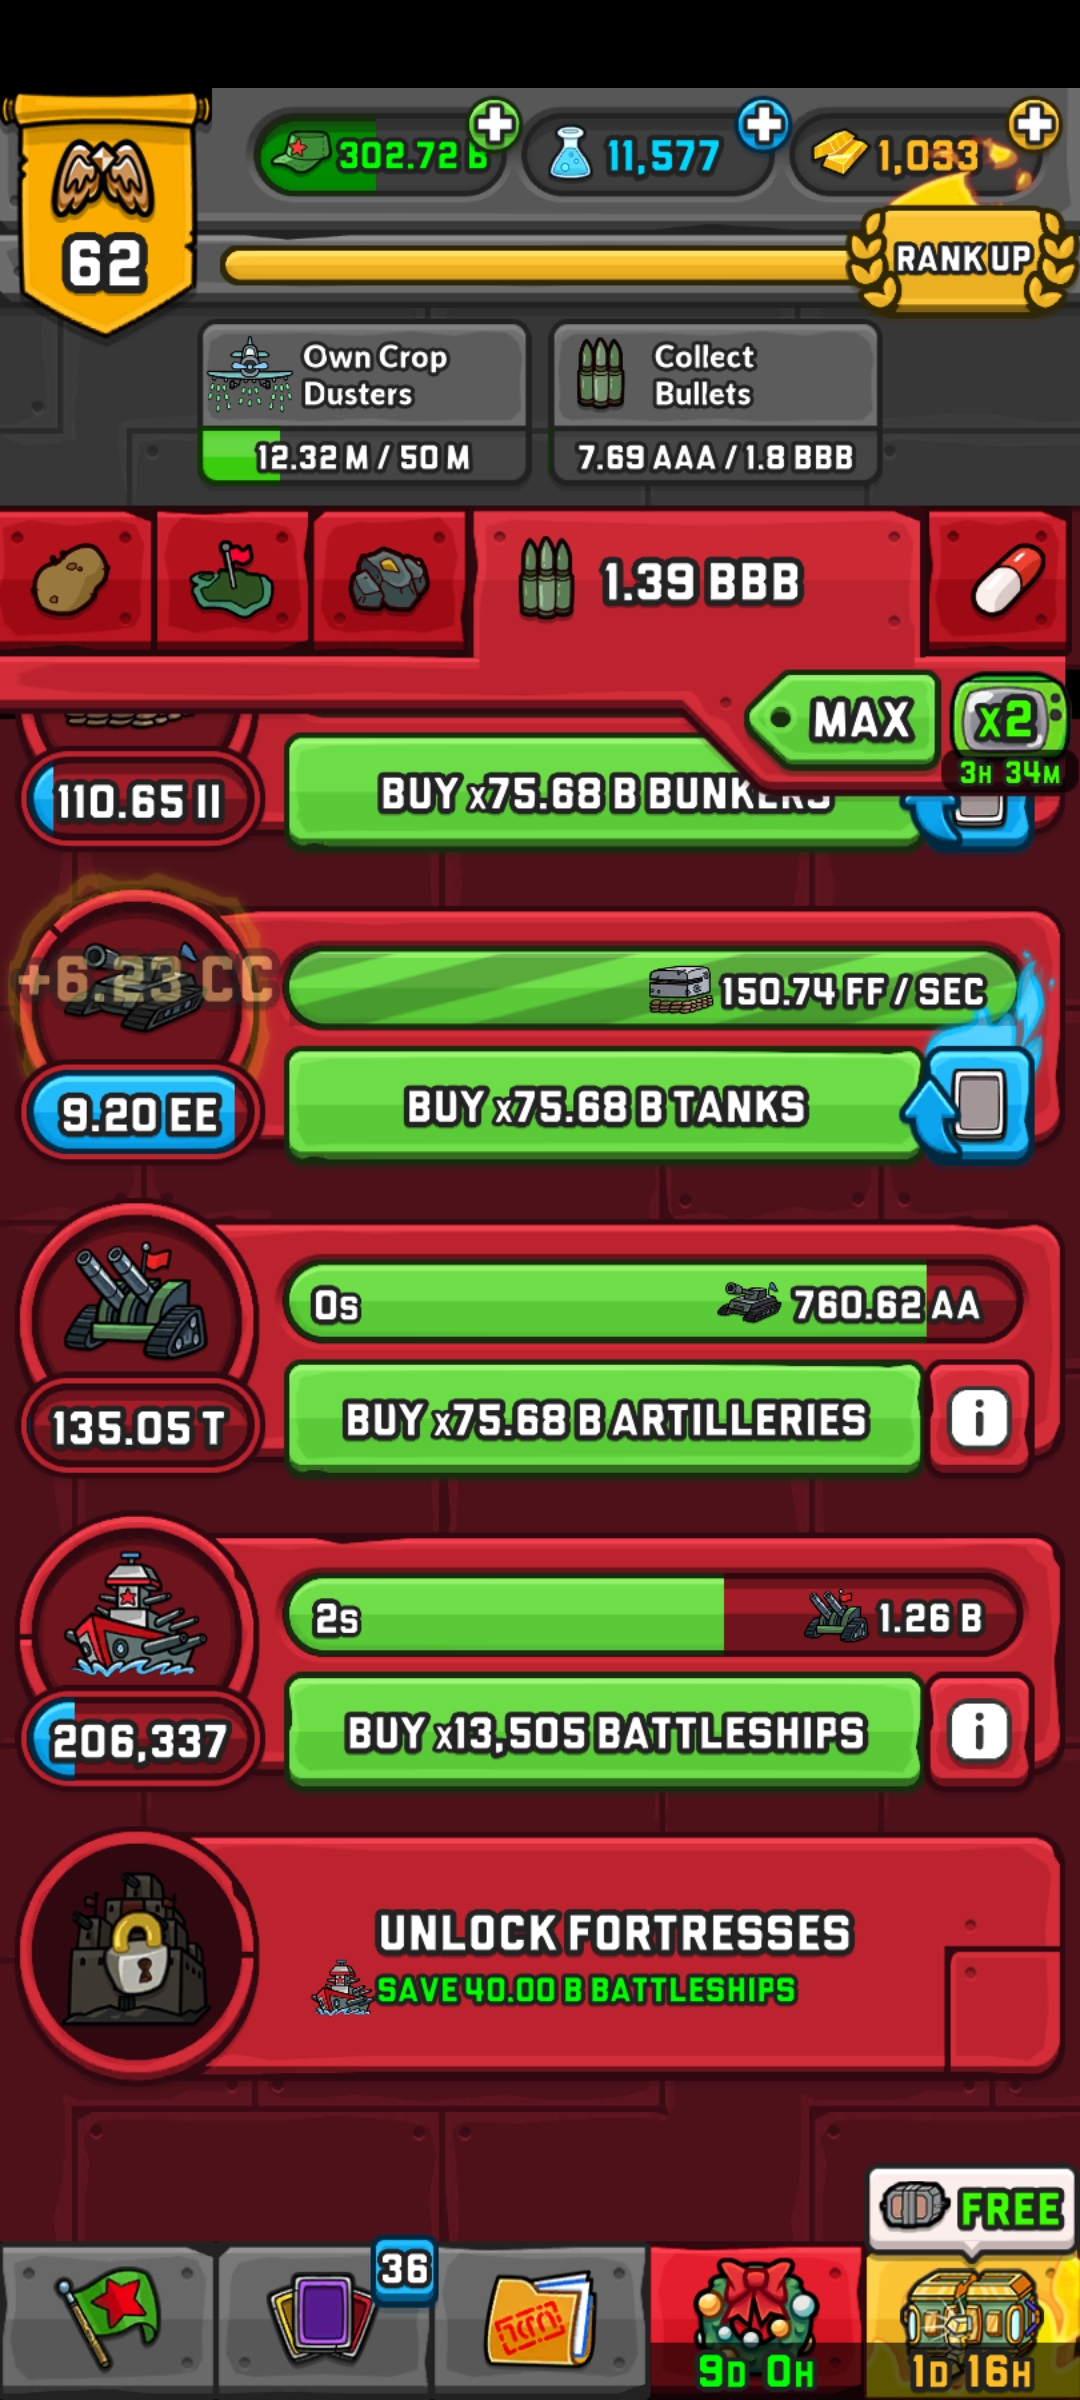 302.72 B
11,577
1,033
62
RANK UP
Own Crop
Dusters
12.32 M / 50 M
Collect
Bullets
7.69 AAA / 1.8 BBB
1.39 BBB
MAX
x2
3H 34M
110.65 II
BUY x75.68 B BUNKERS
+6.23 CC
150.74 FF / SEC
9.20 EE
BUY x75.68 B TANKS
0s
760.62 AA
135.05 T
BUY x75.68 B ARTILLERIES
i
2s
1.26 B
206,337
BUY x13,505 BATTLESHIPS
i
UNLOCK FORTRESSES
SAVE 40.00 B BATTLESHIPS
FREE
36
9D 0H
1D 16H